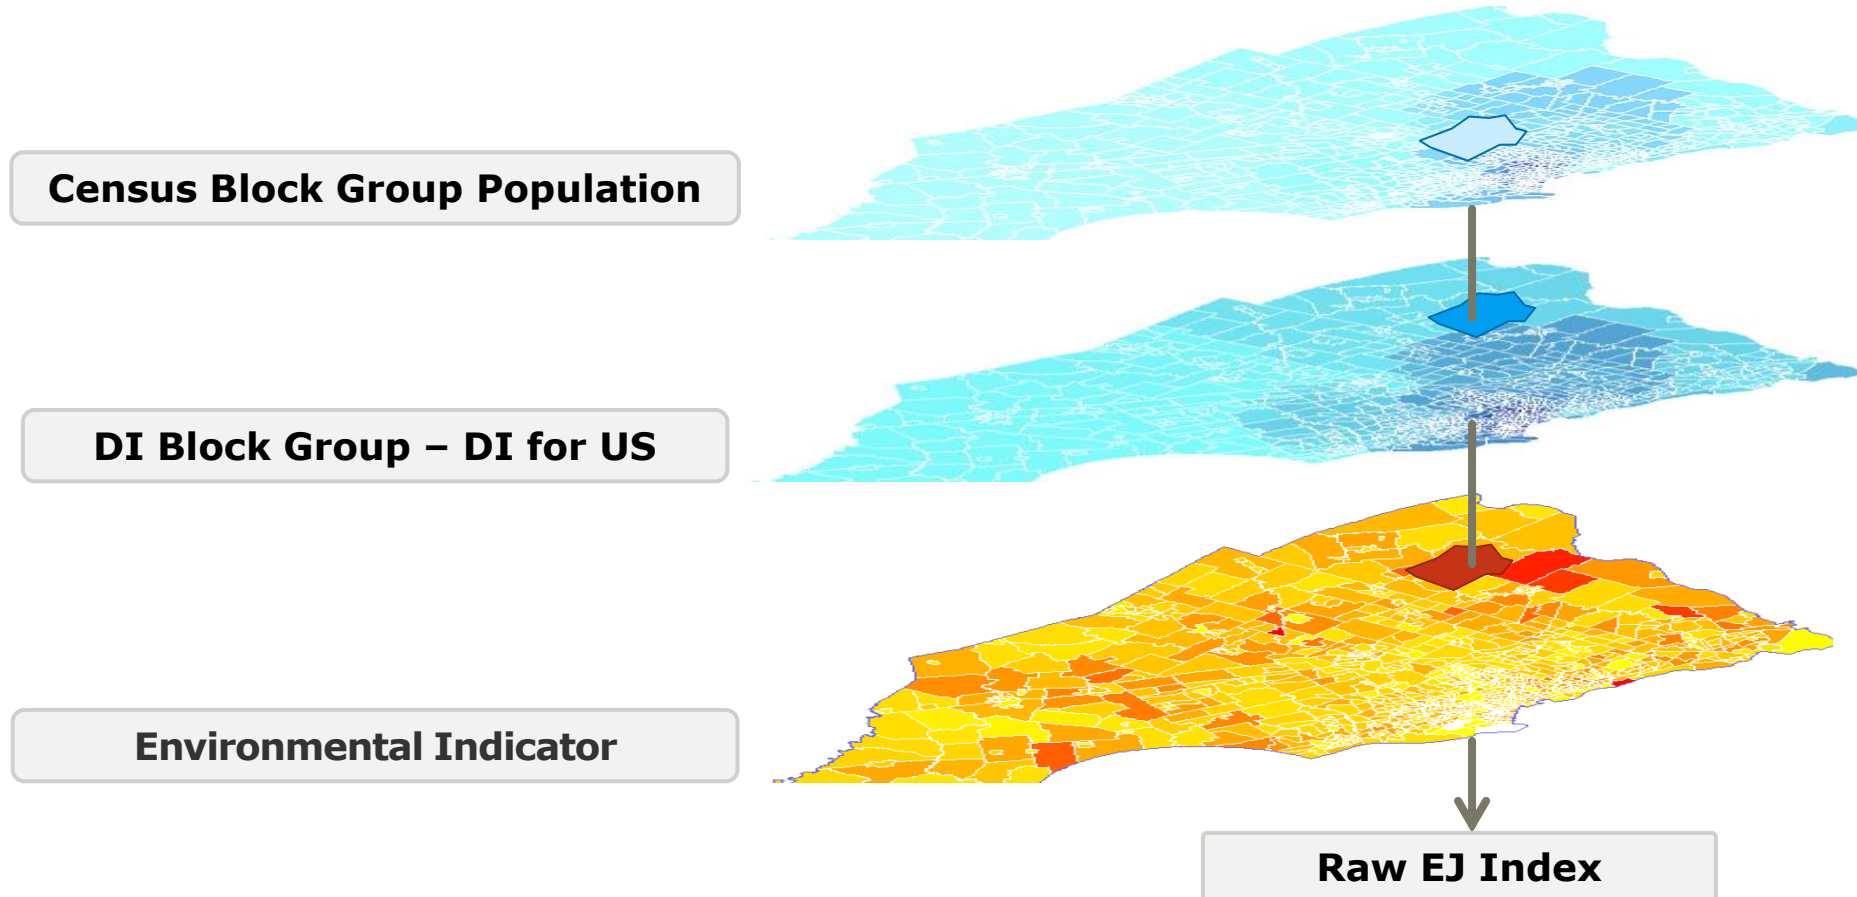 Census Block Group Population
DI Block Group – DI for US
Environmental Indicator
Raw EJ Index